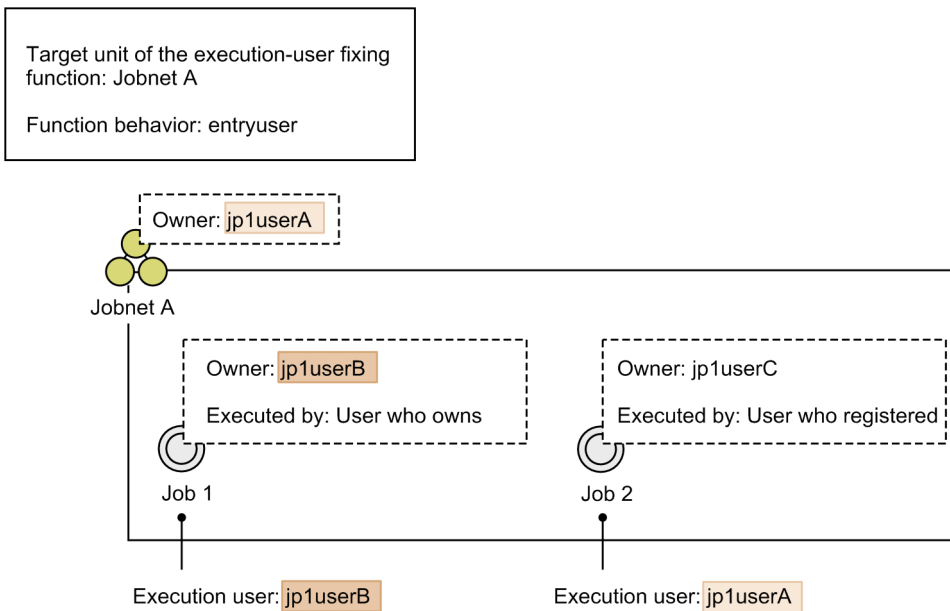 Target unit of the execution-user fixing
function: Jobnet A
Function behavior: entryuser
Owner: jp1userA
Jobnet A
Owner: jp1userB
Executed by: User who owns
Owner: jp1userC
Executed by: User who registered
Job 1
Job 2
Execution user: jp1userB
Execution user: jp1userA